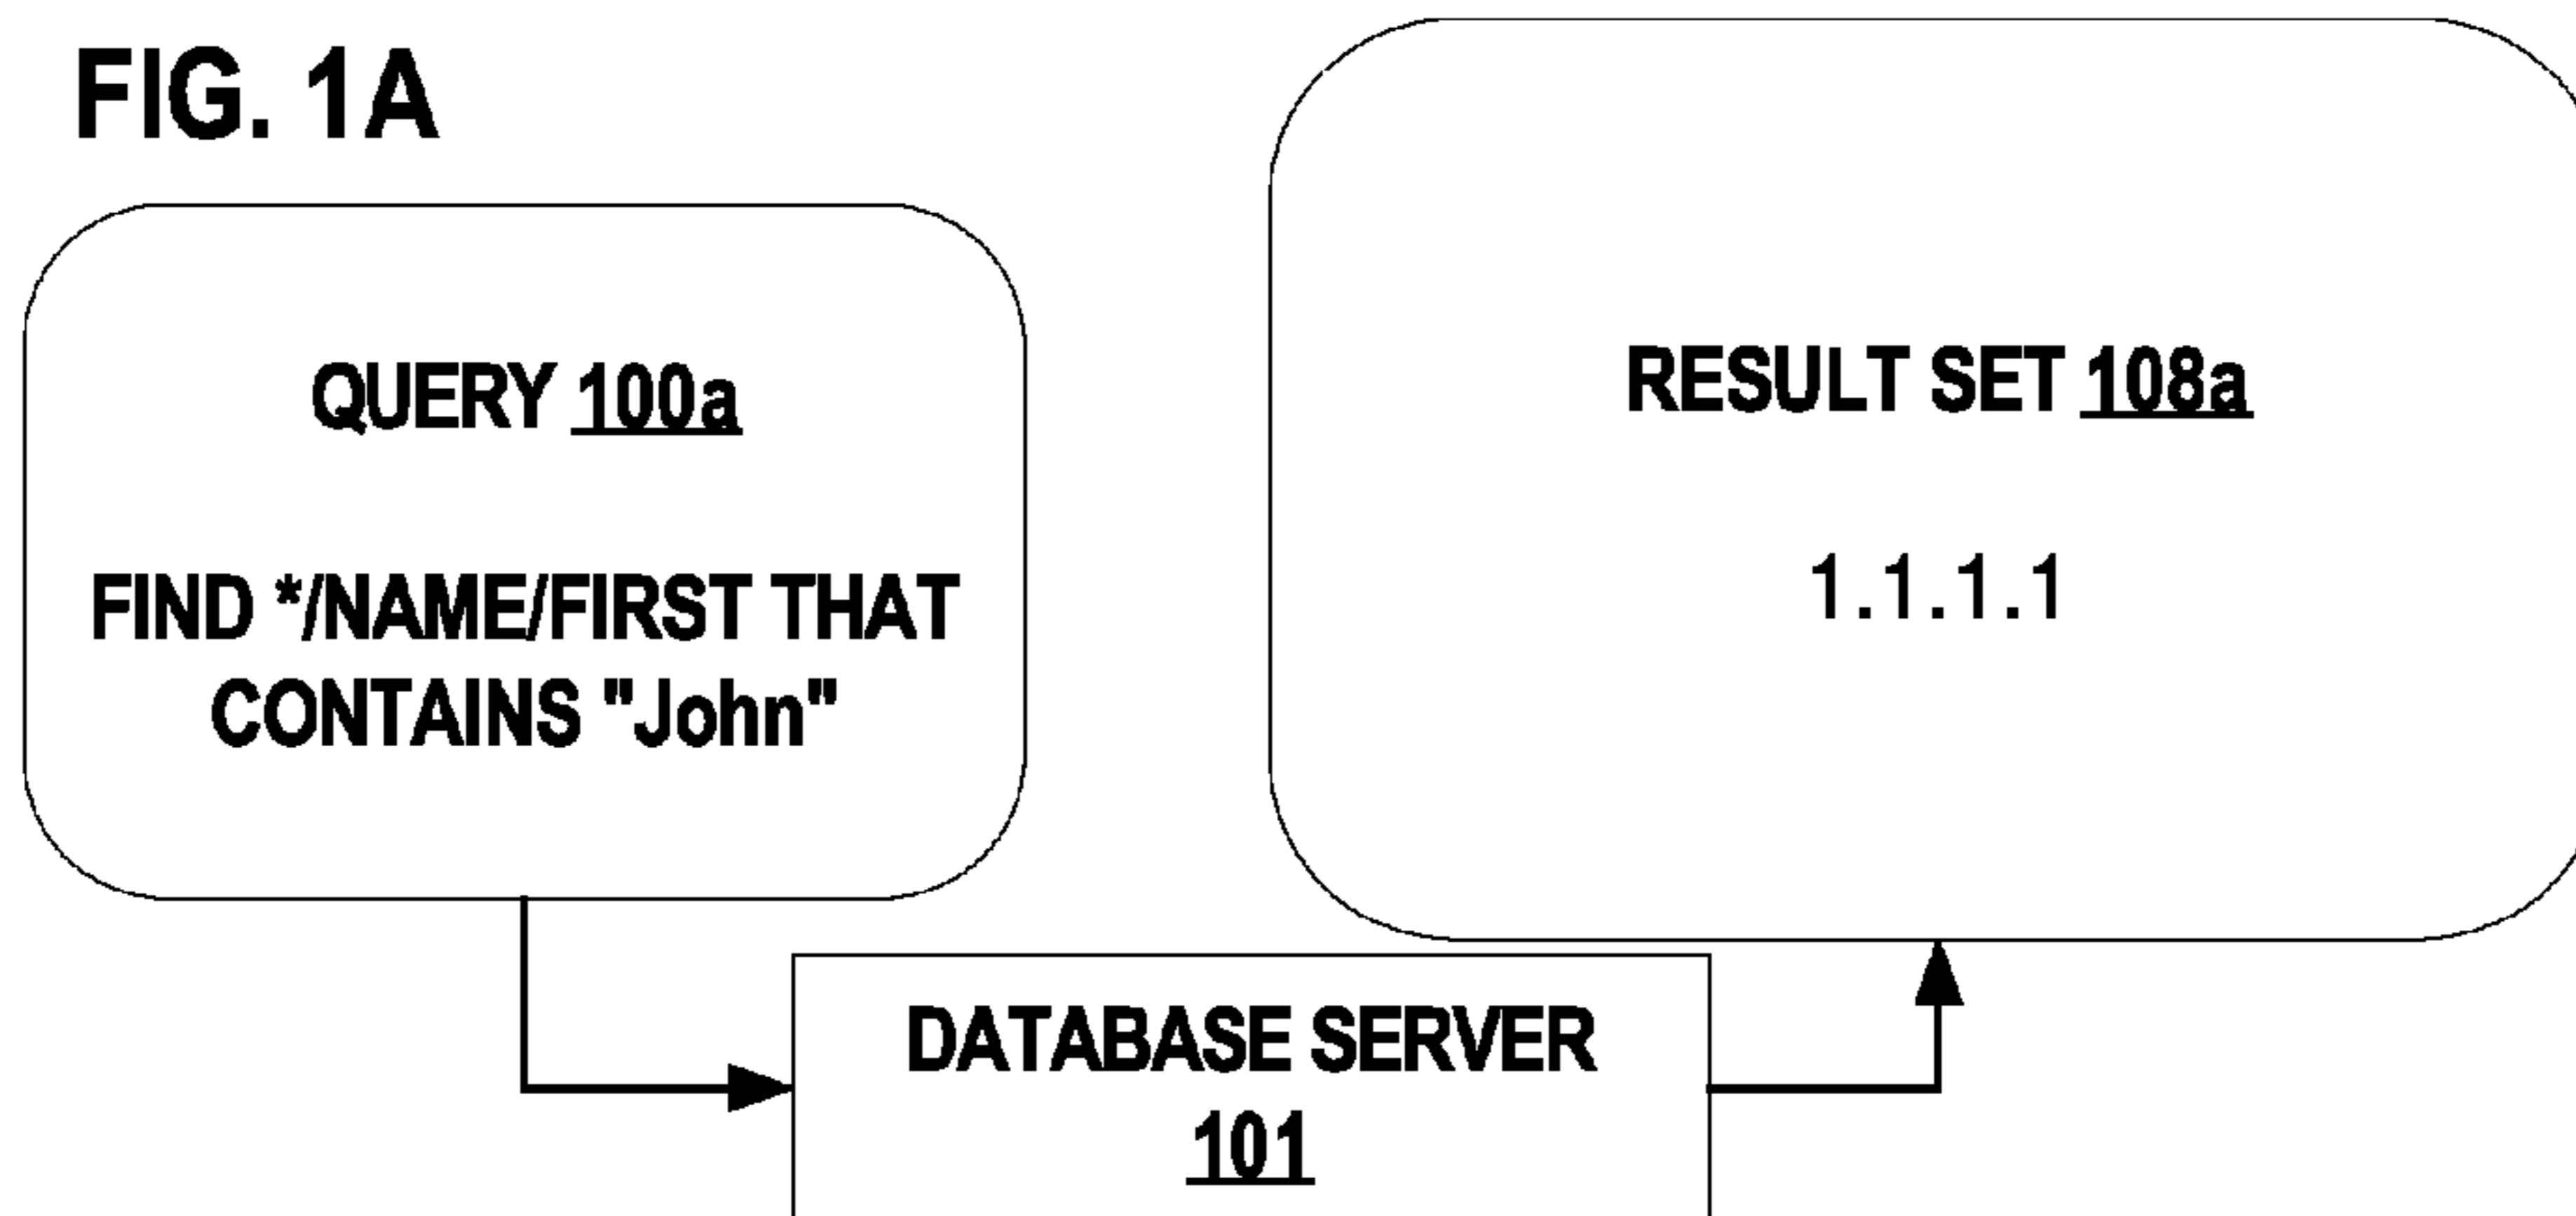 FIG. 1A
QUERY 100a
FIND */NAME/FIRST THAT
CONTAINS "John"
RESULT SET 108a
1.1.1.1
DATABASE SERVER
101